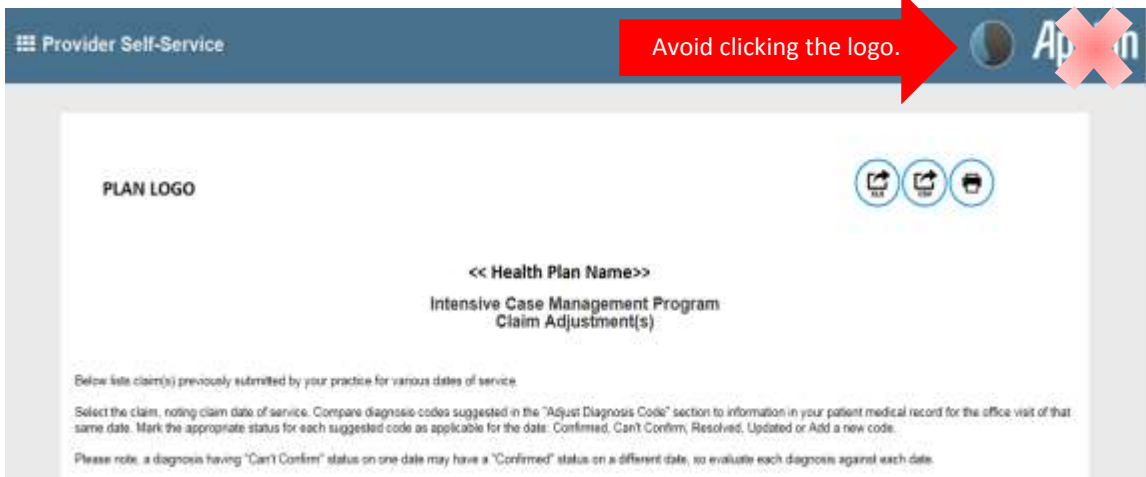 Provider Self-Service
Avoid clicking the logo.
PLAN LOGO
<< Health Plan Name>>
Intensive Case Management Program
Claim Adjustment(s)
Below lists claim(s) previously submitted by your practice for various dates of service.
Select the claim, noting claim date of service. Compare diagnosis codes suggested in the "Adjust Diagnosis Code" section to information in your patient medical record for the office visit of that
same date. Mark the appropriate status for each suggested code as applicable for the date: Confirmed, Can't Confirm, Resolved, Updated or Add a new code.
Please note, a diagnosis having "Can't Confirm" status on one date may have a "Confirmed" status on a different date, so evaluate each diagnosis against each date.